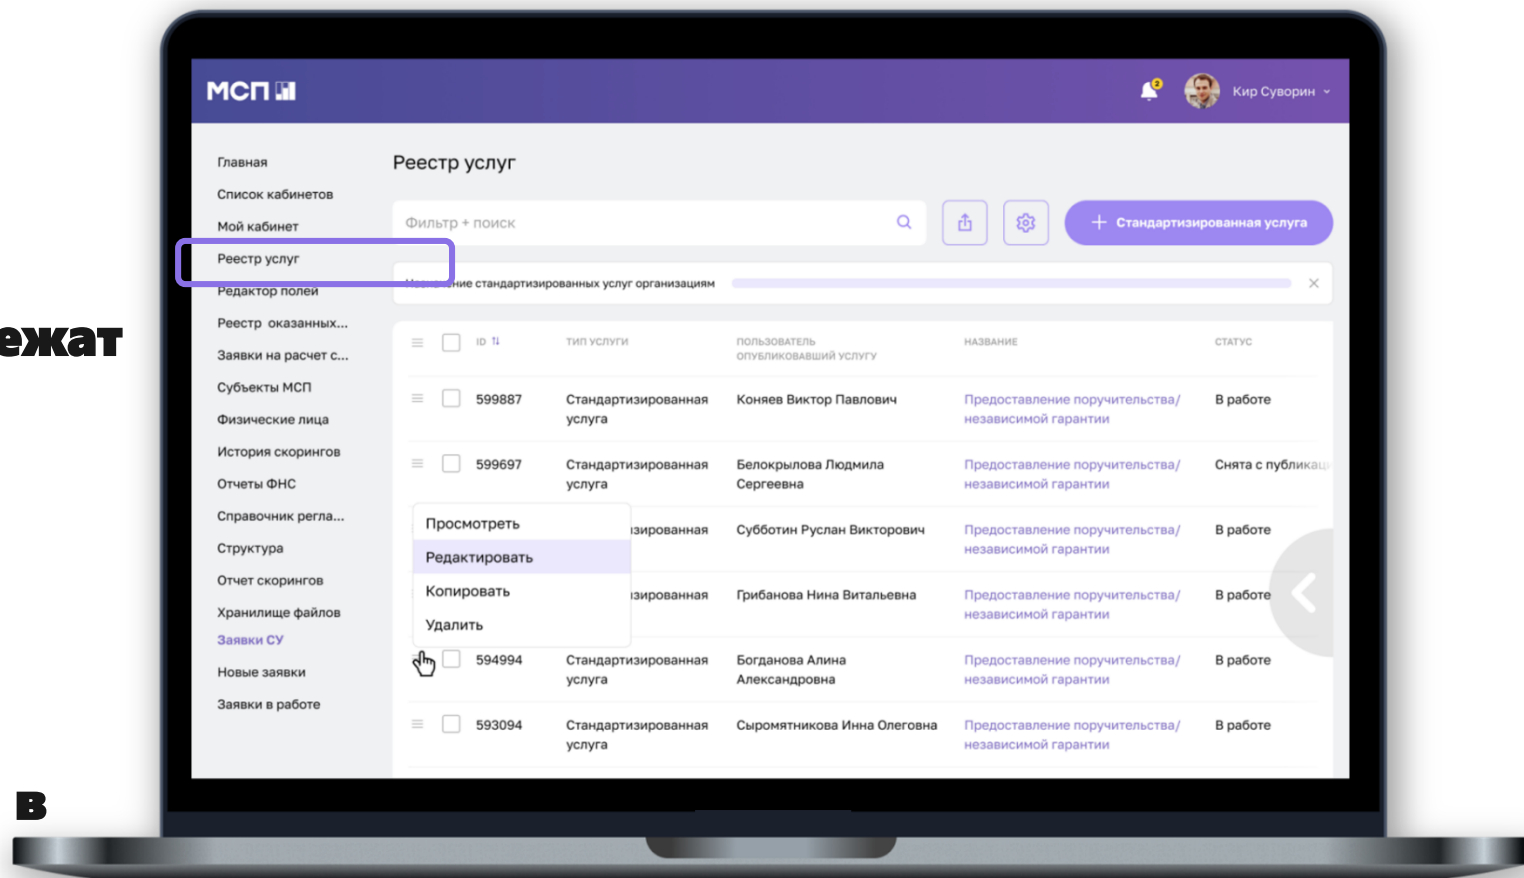 МСП
2
Кир Суворин
Главная
Список кабинетов
Мой кабинет
Реестр услуг
Редактор полей
Реестр оказанных...
Заявки на расчет с...
Субъекты МСП
Физические лица
История скорингов
Отчеты ФНС
Справочник регла...
Структура
Отчет скорингов
Хранилище файлов
Заявки СУ
Новые заявки
Заявки в работе
Реестр услуг
Фильтр + поиск
+ Стандартизированная услуга
стандартизированных услуг организациям
ID ТИП УСЛУГИ ПОЛЬЗОВАТЕЛЬ НАЗВАНИЕ СТАТУС
ОПУБЛИКОВАВШИЙ УСЛУГУ
599887 Стандартизированная Коняев Виктор Павлович Предоставление поручительства/ В работе
услуга независимой гарантии
599697 Стандартизированная Белокрылова Людмила Предоставление поручительства/ Снята с публикаци
услуга Сергеевна независимой гарантии
Просмотреть
зированная Субботин Руслан Викторович Предоставление поручительства/ В работе
независимой гарантии
Редактировать
Копировать
зированная Грибанова Нина Витальевна Предоставление поручительства/ В работе
независимой гарантии
Удалить
594994 Стандартизированная Богданова Алина Предоставление поручительства/ В работе
услуга Александровна независимой гарантии
593094 Стандартизированная Сыромятникова Инна Олеговна Предоставление поручительства/ В работе
услуга независимой гарантии
ежат
в